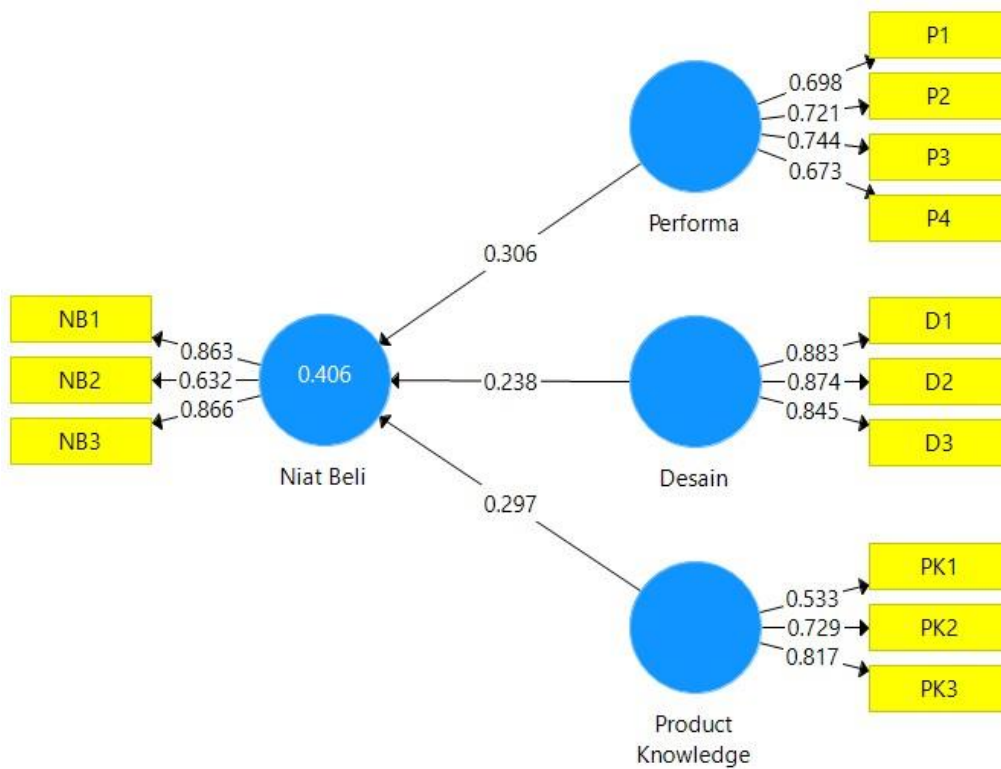 P1
0.698
P2
0.721
0.744
P3
0.673
P4
Performa
0.306
NB1
0.863
NB2
0.632
0.866
NB3
0.406
Niat Beli
0.238
D1
0.883
0.874
D2
0.845
D3
Desain
0.297
PK1
0.533
0.729
PK2
0.817
PK3
Product
Knowledge